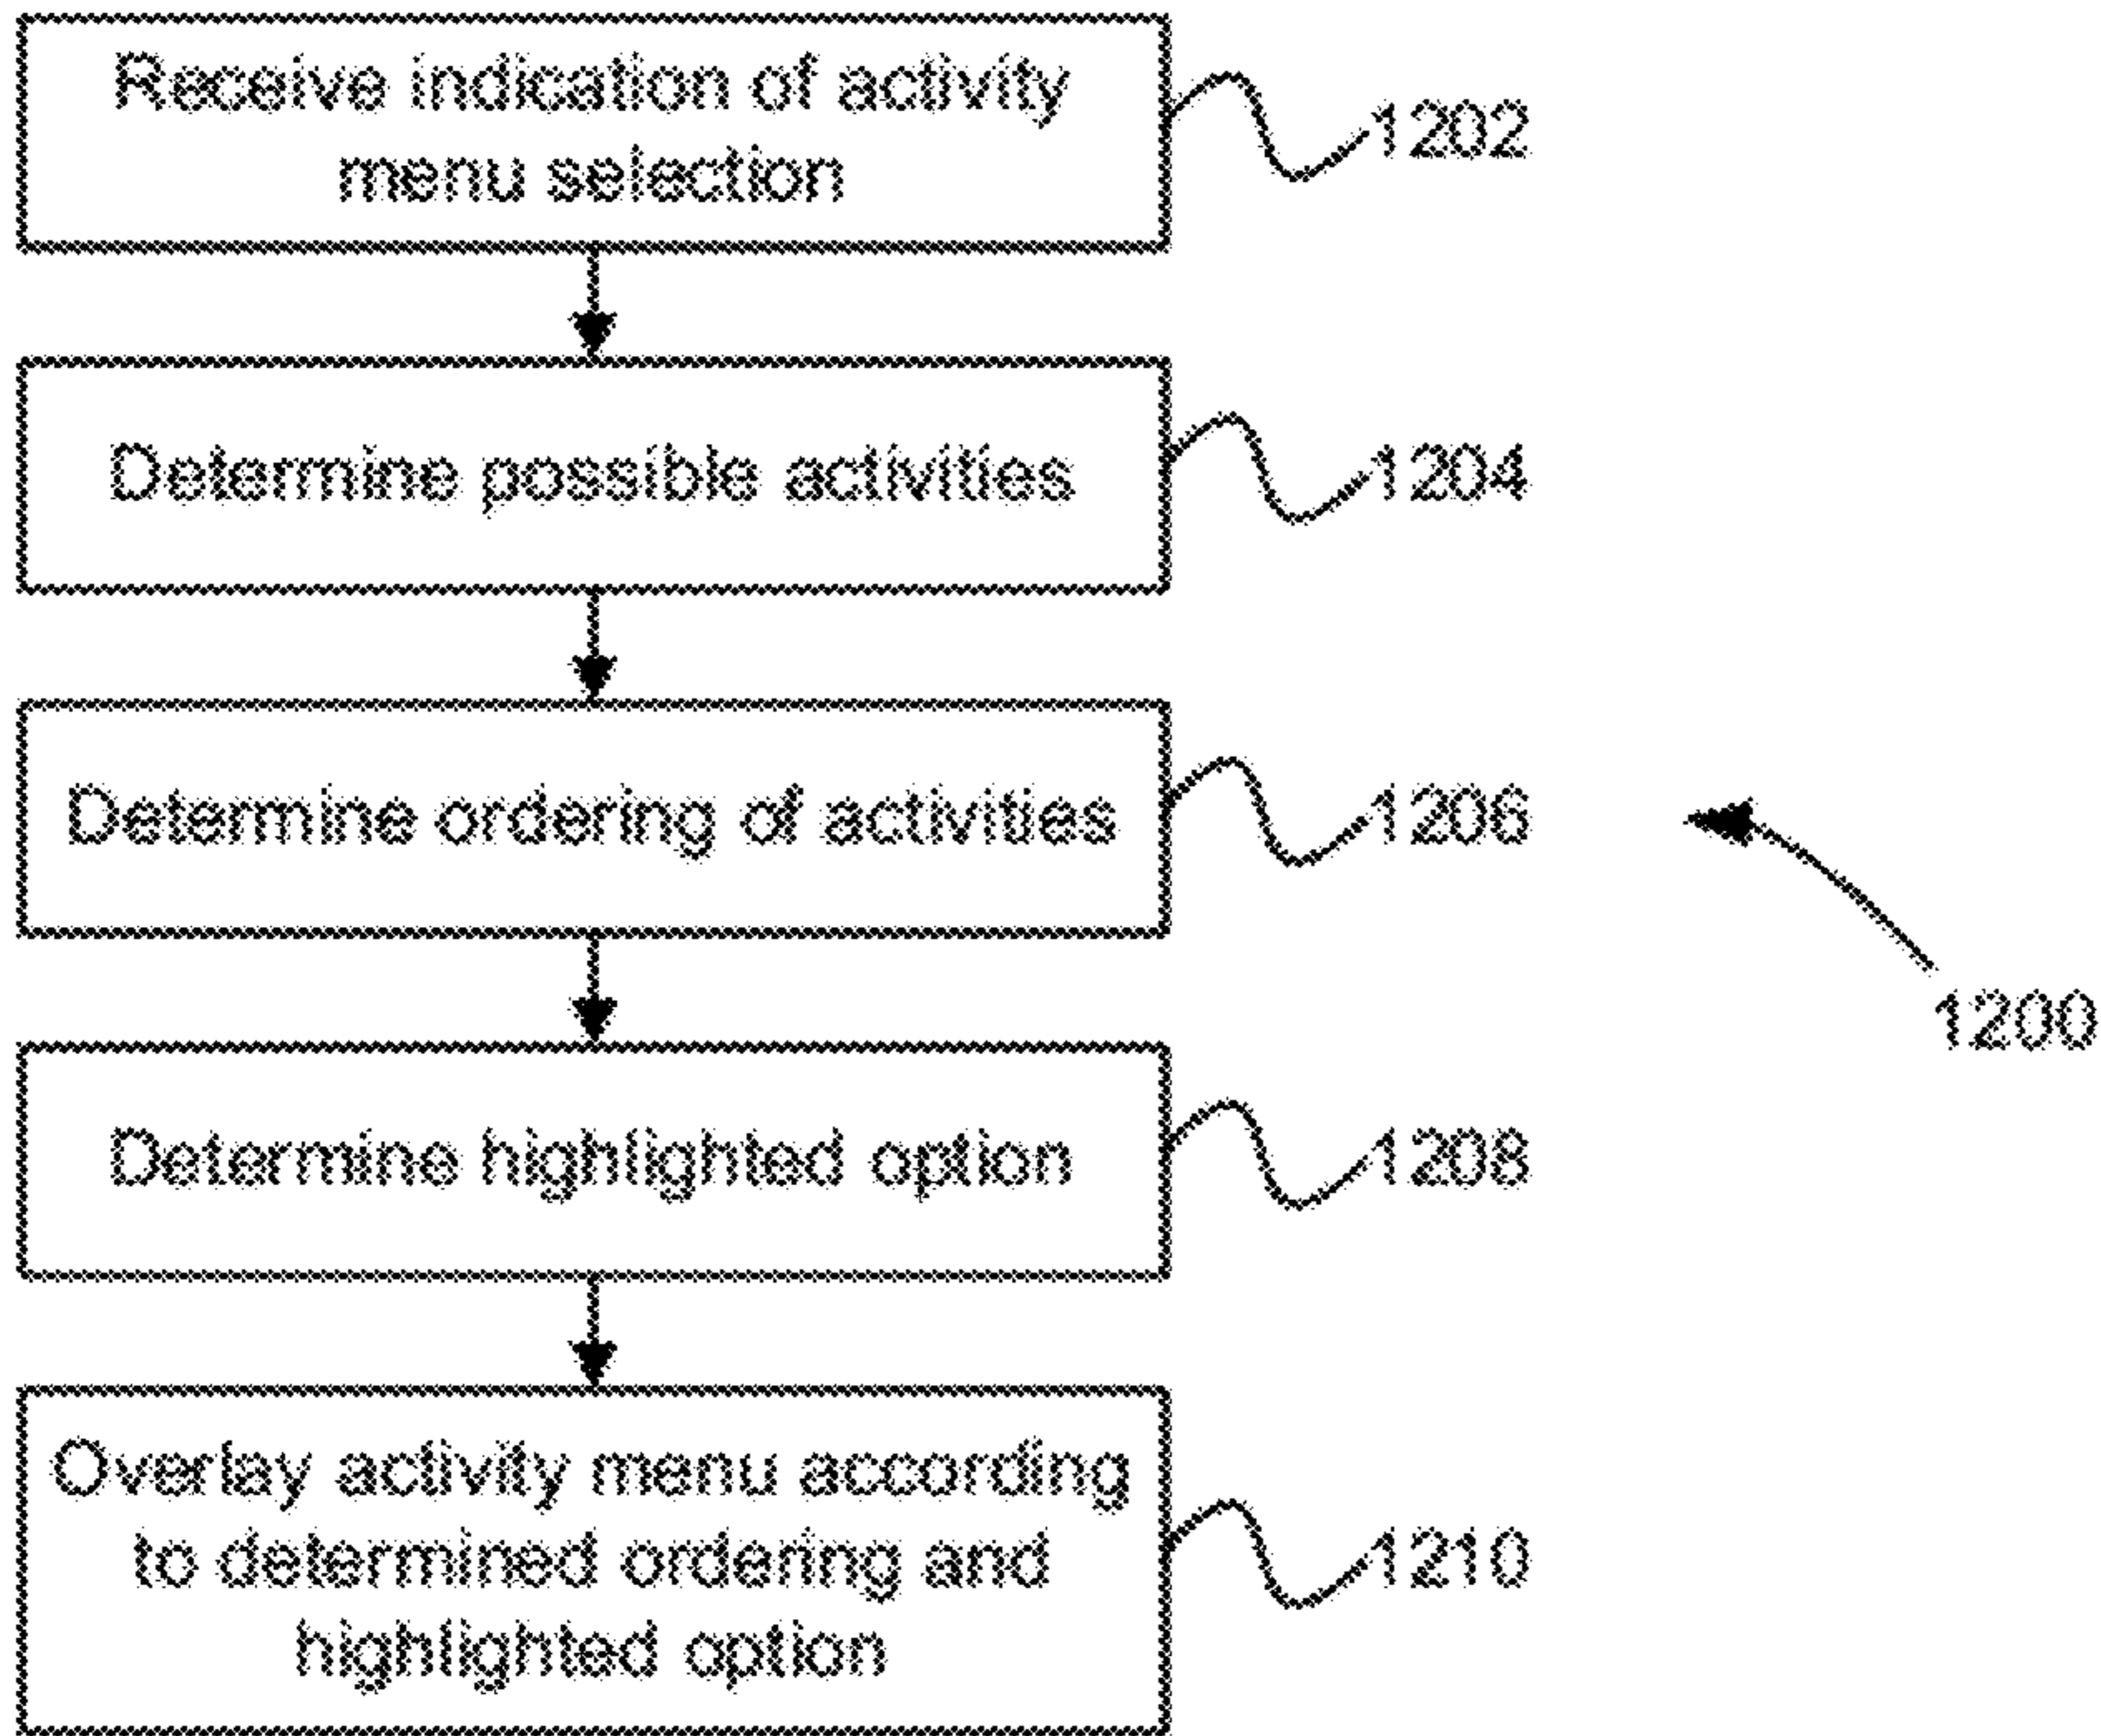 Receive indication of activity
menu selection
1202
Determine possible activities
1204
Determine ordering of activities
1206
1200
Determine highlighted option
1208
Overlay activity menu according
to determined ordering and
highlighted option
1210